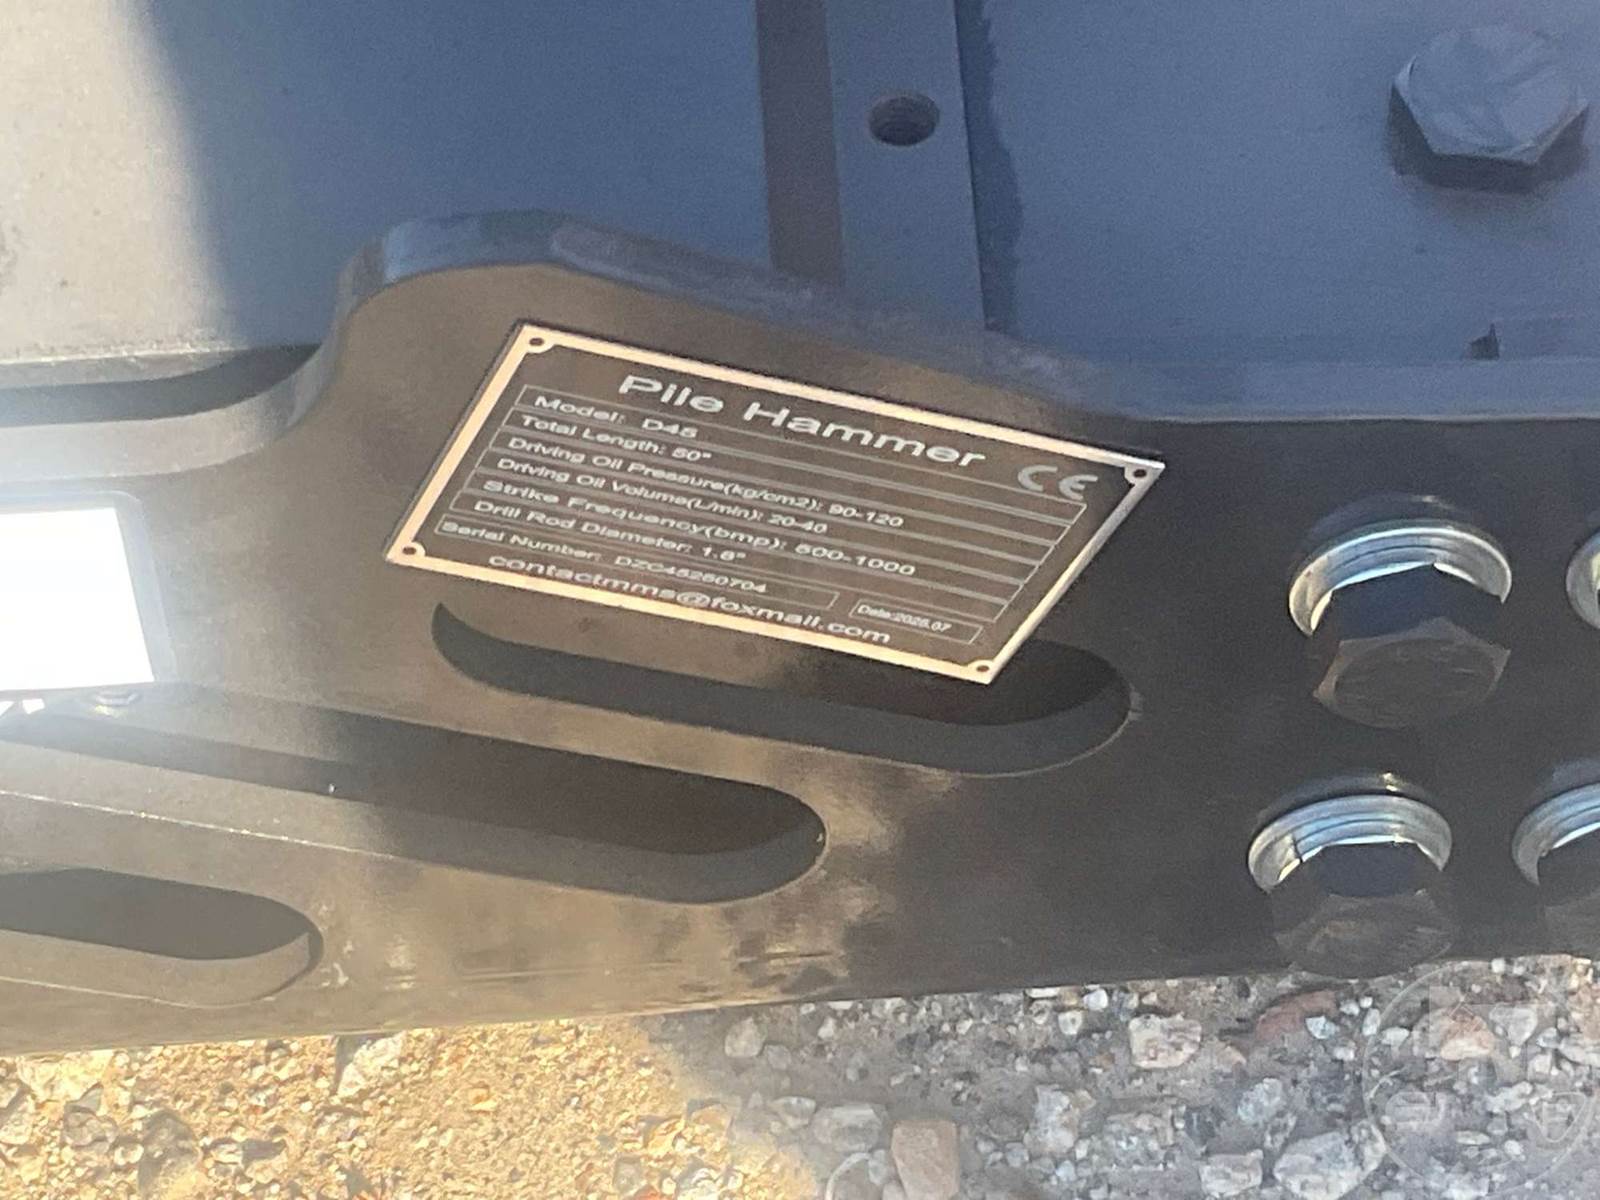 Pile Hammer
CE
Model: D45
Total Length: 50"
Driving Oil Pressure(kg/cm2): 90-120
Driving Oil Volume(L/min): 20-40
Strike Frequency(bmp): 500-1000
Drill Rod Diameter: 1.8"
Serial Number: DZC45250704
Date:2025.07
contactmms@foxmail.com